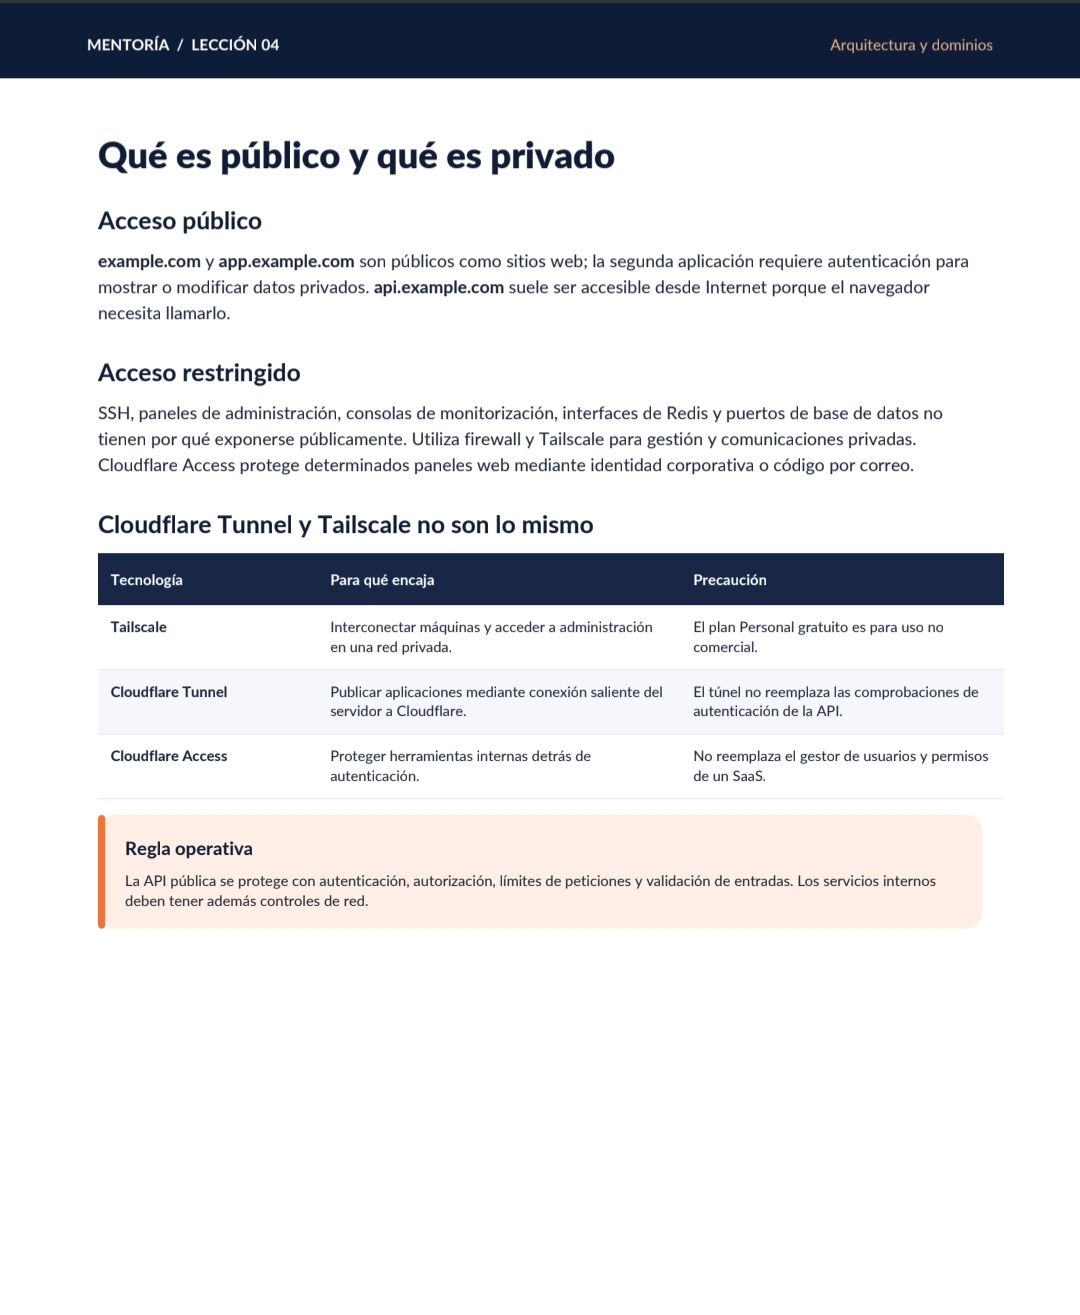 MENTORÍA / LECCIÓN 04
Arquitectura y dominios
Qué es público y qué es privado
Acceso público
example.com y app.example.com son públicos como sitios web; la segunda aplicación requiere autenticación para
mostrar o modificar datos privados. api.example.com suele ser accesible desde Internet porque el navegador
necesita llamarlo.
Acceso restringido
SSH, paneles de administración, consolas de monitorización, interfaces de Redis y puertos de base de datos no
tienen por qué exponerse públicamente. Utiliza firewall y Tailscale para gestión y comunicaciones privadas.
Cloudflare Access protege determinados paneles web mediante identidad corporativa o código por correo.
Cloudflare Tunnel y Tailscale no son lo mismo
Tecnología
Para qué encaja
Precaución
Tailscale
Interconectar máquinas y acceder a administración
en una red privada.
El plan Personal gratuito es para uso no
comercial.
Cloudflare Tunnel
Publicar aplicaciones mediante conexión saliente del
servidor a Cloudflare.
El túnel no reemplaza las comprobaciones de
autenticación de la API.
Cloudflare Access
Proteger herramientas internas detrás de
autenticación.
No reemplaza el gestor de usuarios y permisos
de un SaaS.
Regla operativa
La API pública se protege con autenticación, autorización, límites de peticiones y validación de entradas. Los servicios internos
deben tener además controles de red.